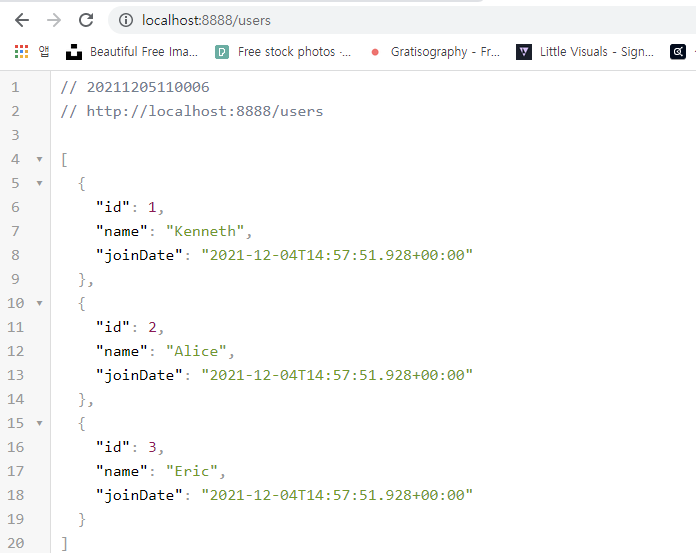 localhost:8888/users
앱 Beautiful Free Ima... Free stock photos -... Gratisography - Fr... Little Visuals - Sign...
1 // 20211205110006
2 // http://localhost:8888/users
3
4 [
5 {
6 "id": 1,
7 "name": "Kenneth",
8 "joinDate": "2021-12-04T14:57:51.928+00:00"
9 },
10 {
11 "id": 2,
12 "name": "Alice",
13 "joinDate": "2021-12-04T14:57:51.928+00:00"
14 },
15 {
16 "id": 3,
17 "name": "Eric",
18 "joinDate": "2021-12-04T14:57:51.928+00:00"
19 }
20 ]